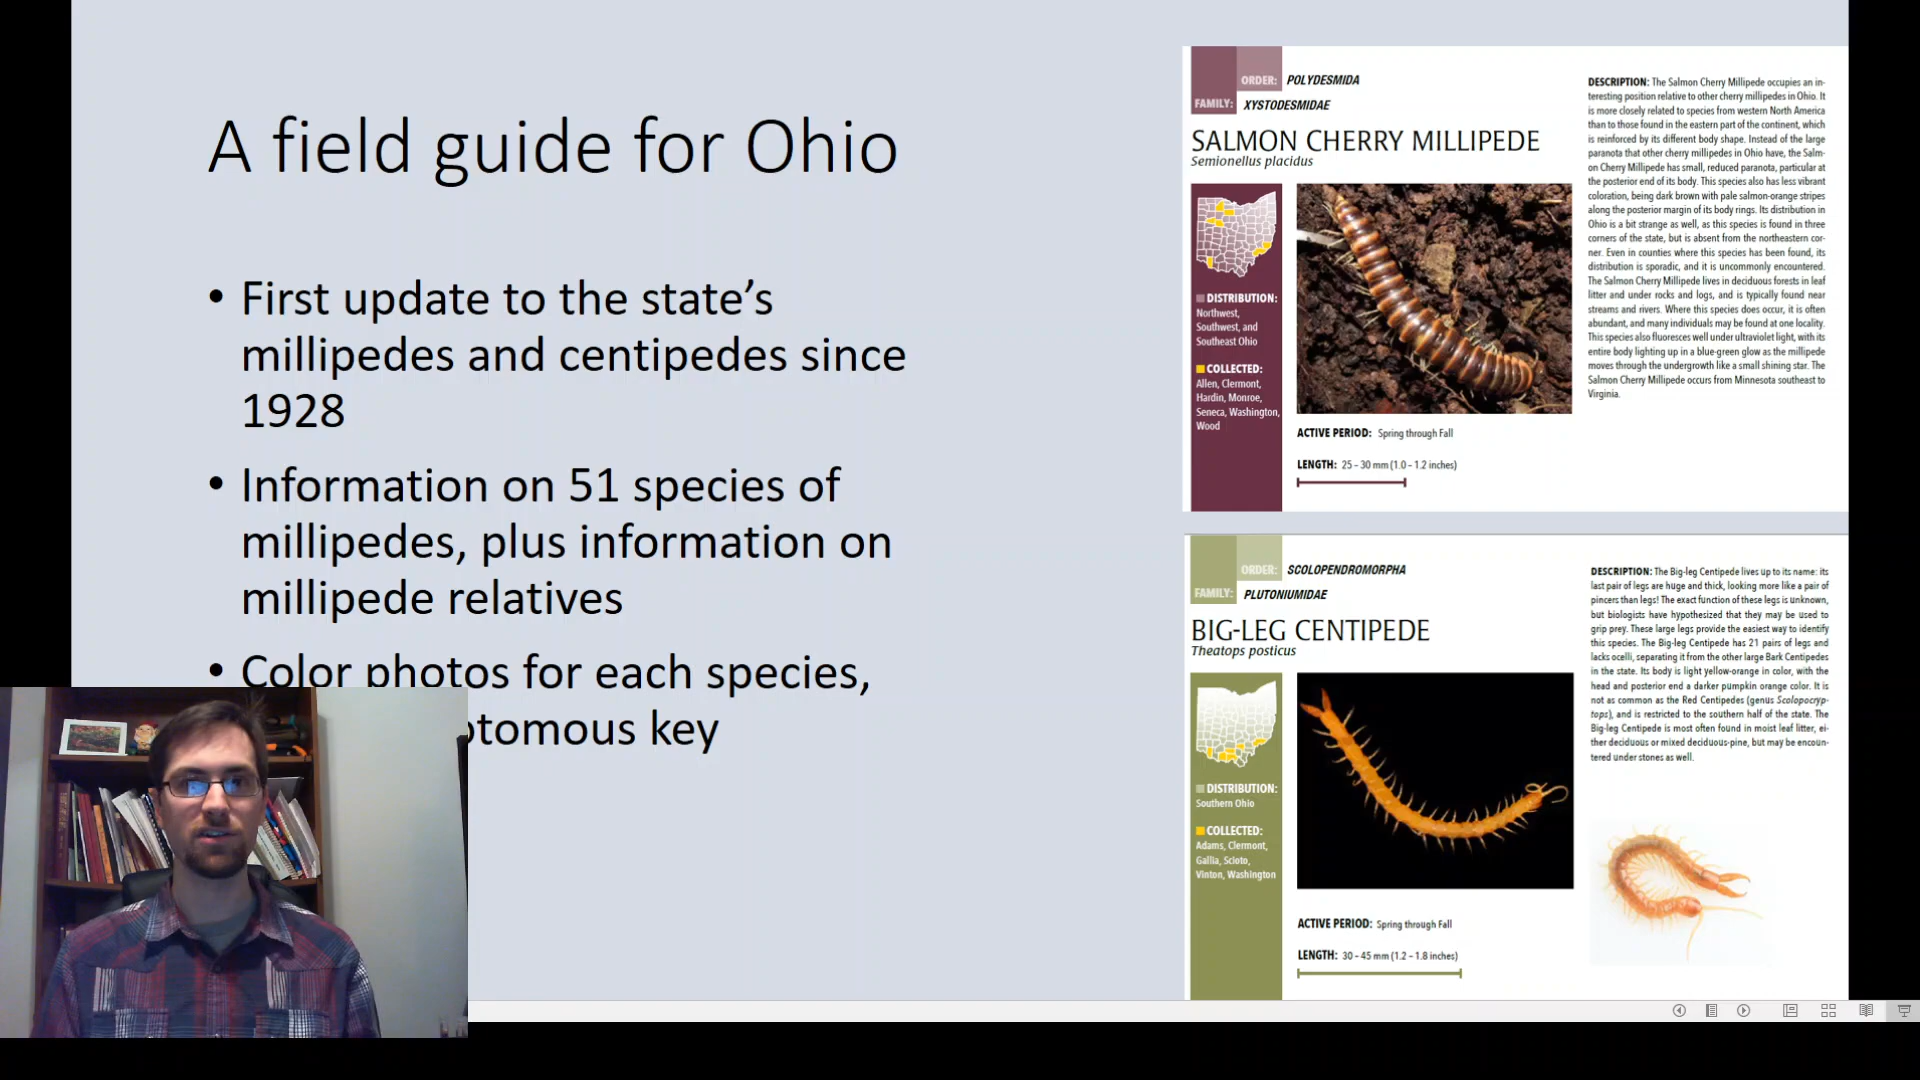 A field guide for Ohio
• First update to the state’s
millipedes and centipedes since
1928
• Information on 51 species of
millipedes, plus information on
millipede relatives
• Color photos for each species,
otomous key
ORDER: POLYDESMIDA
FAMILY: XYSTODESMIDAE
SALMON CHERRY MILLIPEDE
Semionellus placidus
DISTRIBUTION:
Northwest,
Southwest, and
Southeast Ohio
COLLECTED:
Allen, Clermont,
Hardin, Monroe,
Seneca, Washington,
Wood
ACTIVE PERIOD: Spring through Fall
LENGTH: 25 – 30 mm (1.0 – 1.2 inches)
DESCRIPTION: The Salmon Cherry Millipede occupies an in-
teresting position relative to other cherry millipedes in Ohio. It
is more closely related to species from western North America
than to those found in the eastern part of the continent, which
is reinforced by its different body shape. Instead of the large
paranota that other cherry millipedes in Ohio have, the Salm-
on Cherry Millipede has small, reduced paranota, particular at
the posterior end of its body. This species also has less vibrant
coloration, being dark brown with pale salmon-orange stripes
along the posterior margin of its body rings. Its distribution in
Ohio is a bit strange as well, as this species is found in three
corners of the state, but is absent from the northeastern cor-
ner. Even in counties where this species has been found, its
distribution is sporadic, and it is uncommonly encountered.
The Salmon Cherry Millipede lives in deciduous forests in leaf
litter and under rocks and logs, and is typically found near
streams and rivers. Where this species does occur, it is often
abundant, and many individuals may be found at one locality.
This species also fluoresces well under ultraviolet light, with its
entire body lighting up in a blue-green glow as the millipede
moves through the undergrowth like a small shining star. The
Salmon Cherry Millipede occurs from Minnesota southeast to
Virginia.
ORDER: SCOLOPENDROMORPHA
FAMILY: PLUTONIUMIDAE
BIG-LEG CENTIPEDE
Theatops posticus
DISTRIBUTION:
Southern Ohio
COLLECTED:
Adams, Clermont,
Gallia, Scioto,
Vinton, Washington
ACTIVE PERIOD: Spring through Fall
LENGTH: 30 – 45 mm (1.2 – 1.8 inches)
DESCRIPTION: The Big-leg Centipede lives up to its name: its
last pair of legs are huge and thick, looking more like a pair of
pincers than legs! The exact function of these legs is unknown,
but biologists have hypothesized that they may be used to
grip prey. These large legs provide the easiest way to identify
this species. The Big-leg Centipede has 21 pairs of legs and
lacks ocelli, separating it from the other large Bark Centipedes
in the state. Its body is light yellow-orange in color, with the
head and posterior end a darker pumpkin orange color. It is
not as common as the Red Centipedes (genus Scolopocryp-
tops), and is restricted to the southern half of the state. The
Big-leg Centipede is most often found in moist leaf litter, ei-
ther deciduous or mixed deciduous-pine, but may be encoun-
tered under stones as well.